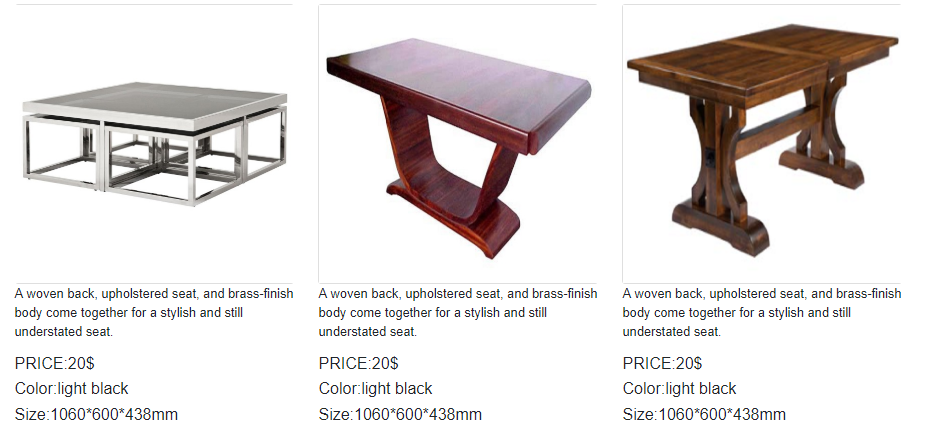 A woven back, upholstered seat, and brass-finish
body come together for a stylish and still
understated seat.
PRICE:20$
Color:light black
Size:1060*600*438mm
A woven back, upholstered seat, and brass-finish
body come together for a stylish and still
understated seat.
PRICE:20$
Color:light black
Size:1060*600*438mm
A woven back, upholstered seat, and brass-finish
body come together for a stylish and still
understated seat.
PRICE:20$
Color:light black
Size:1060*600*438mm